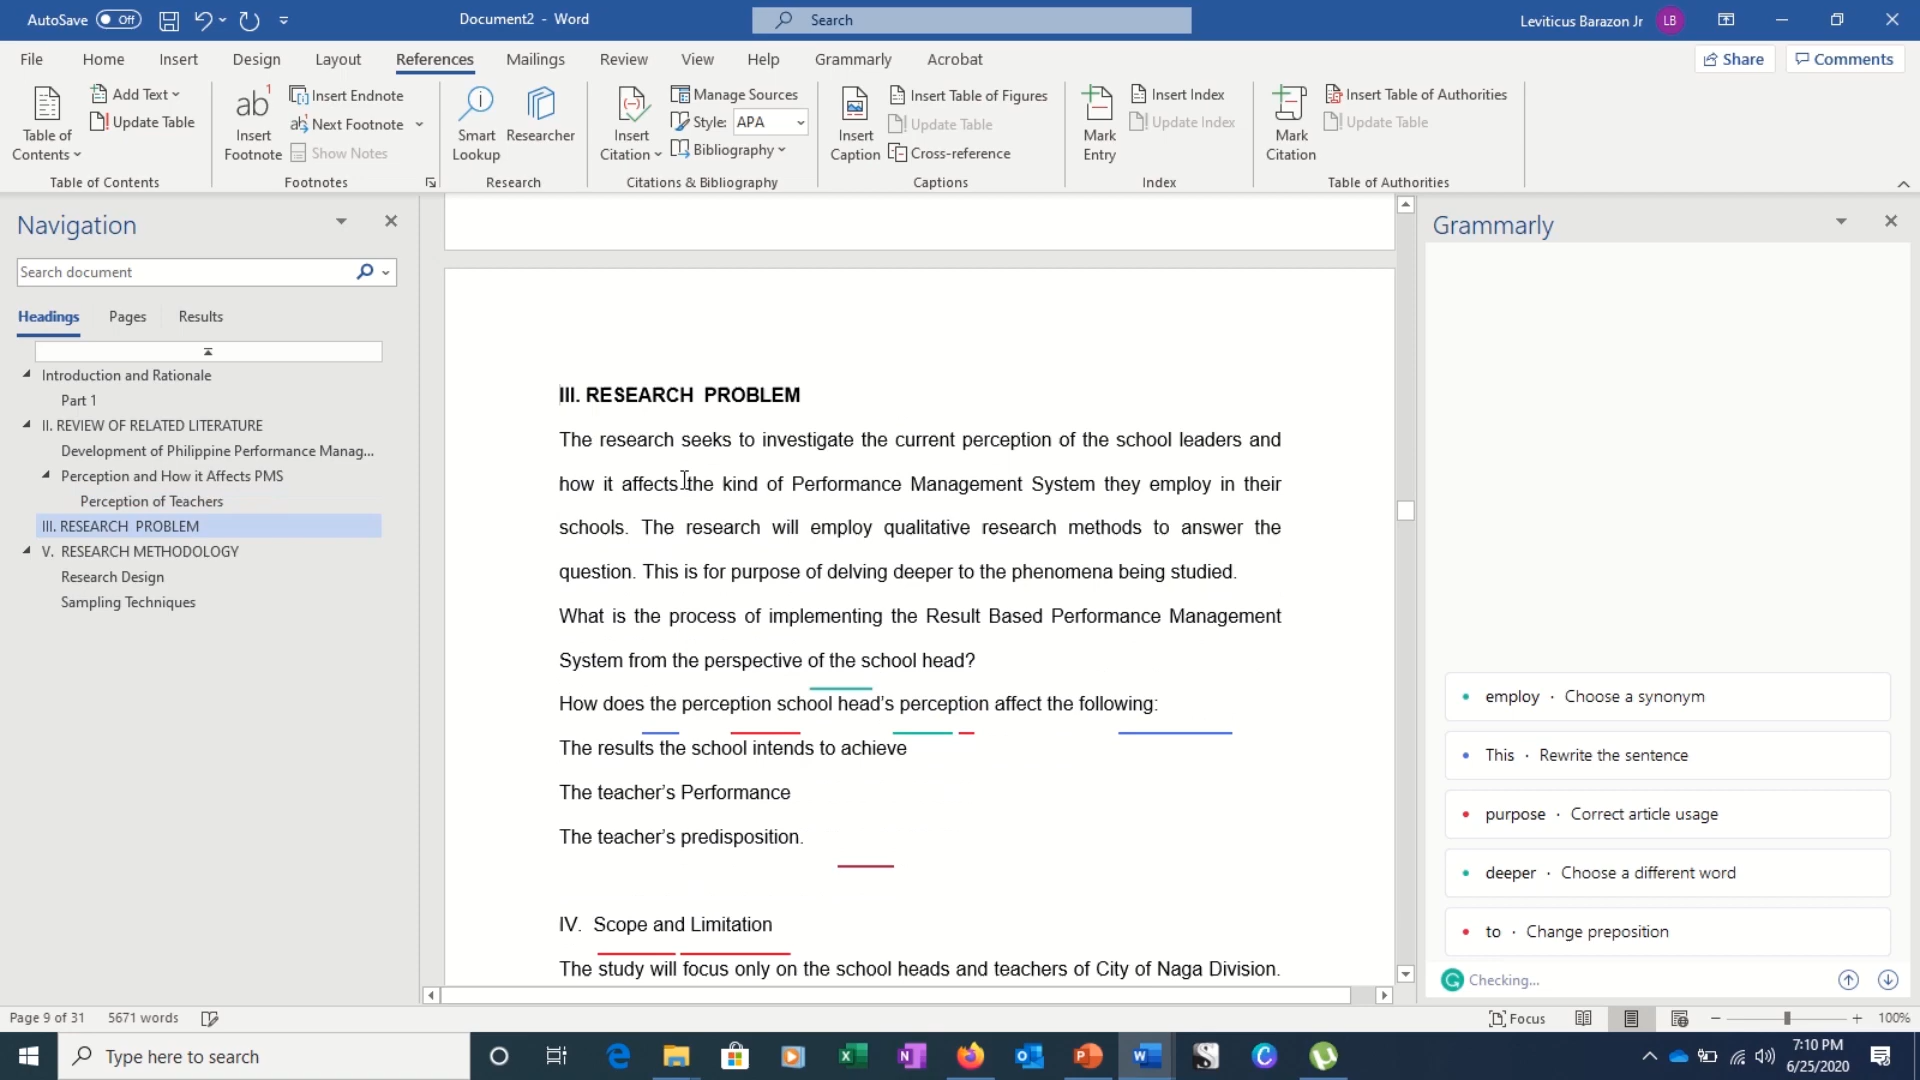 AutoSave Off
Document2 - Word
Search
Leviticus Barazon Jr LB
File Home Insert Design Layout References Mailings Review View Help Grammarly Acrobat
Share Comments
Table of Contents
Add Text
Update Table
Table of Contents
ab 1
Insert Footnote
Insert Endnote
Next Footnote
Show Notes
Footnotes
Smart Lookup
Researcher
Research
Insert Citation
Manage Sources
Style: APA
Bibliography
Citations & Bibliography
Insert Caption
Insert Table of Figures
Update Table
Cross-reference
Captions
Mark Entry
Insert Index
Update Index
Index
Mark Citation
Insert Table of Authorities
Update Table
Table of Authorities
Navigation
Search document
Headings Pages Results
Introduction and Rationale
Part 1
II. REVIEW OF RELATED LITERATURE
Development of Philippine Performance Manag...
Perception and How it Affects PMS
Perception of Teachers
III. RESEARCH PROBLEM
V. RESEARCH METHODOLOGY
Research Design
Sampling Techniques
III. RESEARCH PROBLEM
The research seeks to investigate the current perception of the school leaders and
how it affects the kind of Performance Management System they employ in their
schools. The research will employ qualitative research methods to answer the
question. This is for purpose of delving deeper to the phenomena being studied.
What is the process of implementing the Result Based Performance Management
System from the perspective of the school head?
How does the perception school head's perception affect the following:
The results the school intends to achieve
The teacher's Performance
The teacher's predisposition.
IV. Scope and Limitation
The study will focus only on the school heads and teachers of City of Naga Division.
Grammarly
employ · Choose a synonym
This · Rewrite the sentence
purpose · Correct article usage
deeper · Choose a different word
to · Change preposition
Checking...
Page 9 of 31 5671 words
Focus
100%
Type here to search
7:10 PM
6/25/2020